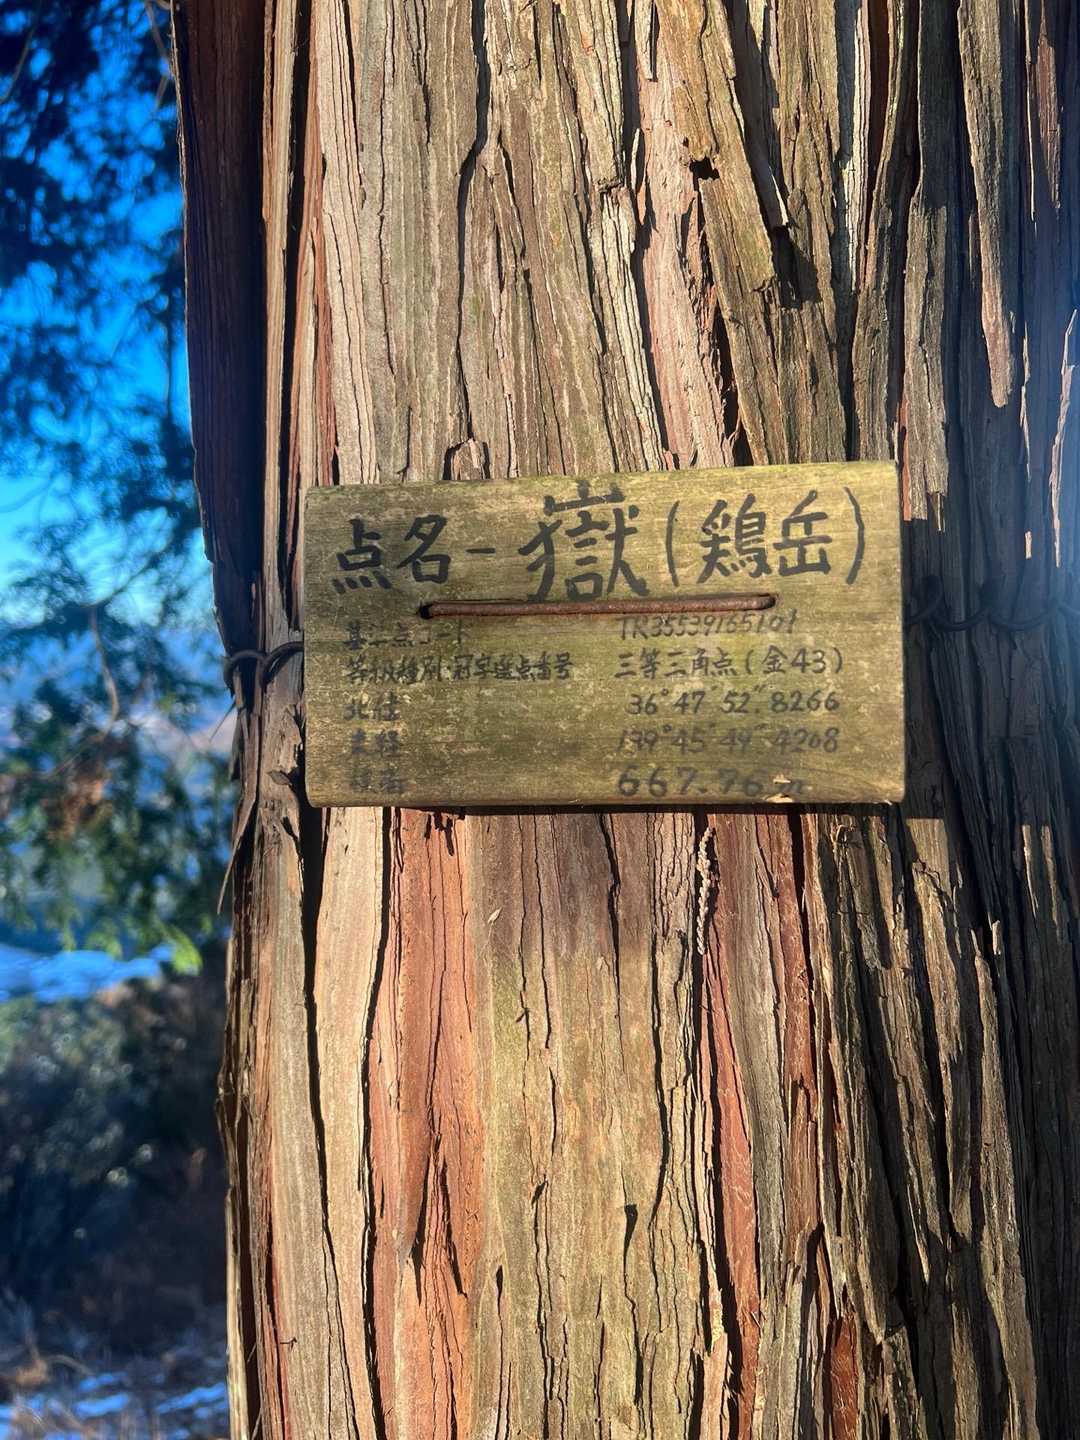 点名-嶽(鶏岳)
基準点コード TR35539165101
等級種別・冠字選点番号 三等三角点(金43)
北緯 36°47′52″.8266
東経 139°45′49″.4208
標高 667.76m